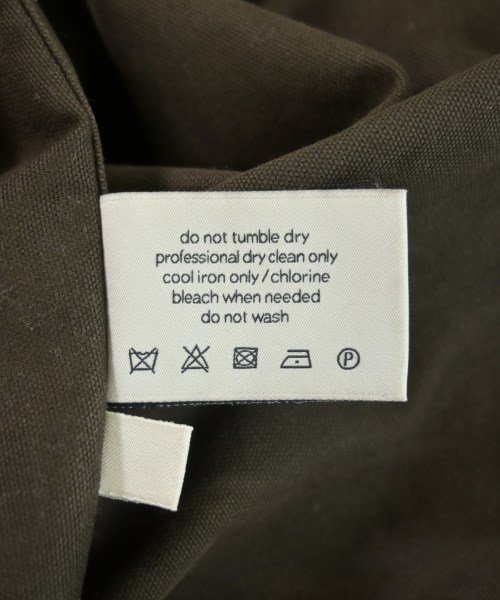 do not tumble dry
professional dry clean only
cool iron only / chlorine
bleach when needed
do not wash
P